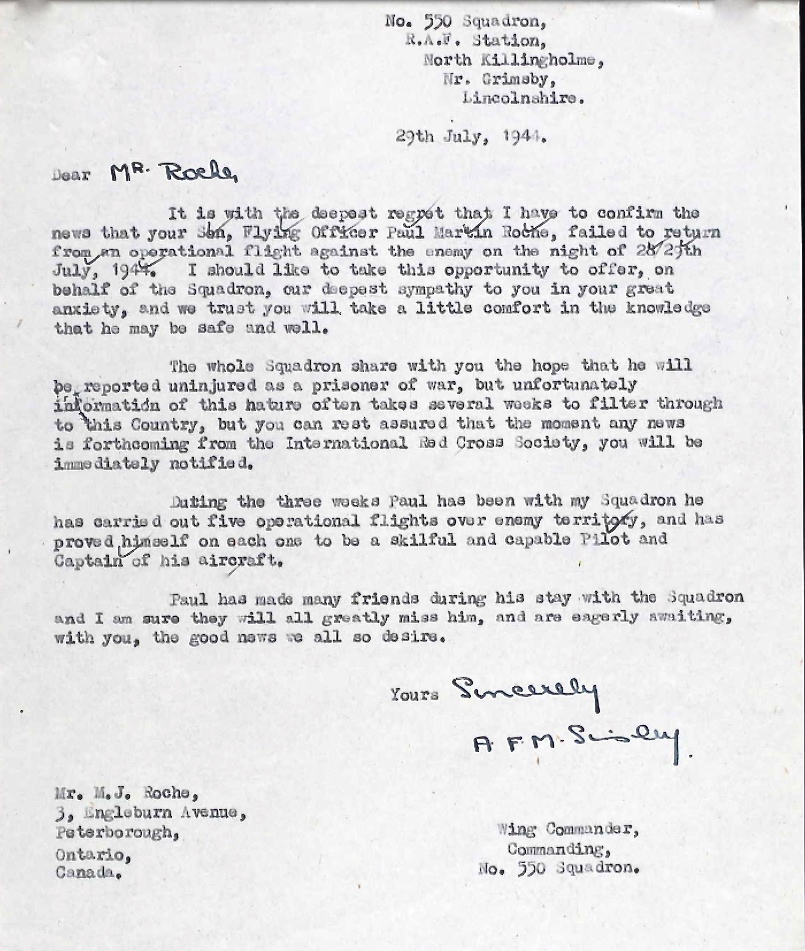 No. 550 Squadron,
R.A.F. Station,
North Killingholme,
Nr. Grimsby,
Lincolnshire.
29th July, 1944.
Dear Mr. Roche,
It is with the deepest regret that I have to confirm the
news that your Son, Flying Officer Paul Martin Roche, failed to return
from an operational flight against the enemy on the night of 28/29th
July, 1944. I should like to take this opportunity to offer, on
behalf of the Squadron, our deepest sympathy to you in your great
anxiety, and we trust you will take a little comfort in the knowledge
that he may be safe and well.
The whole Squadron share with you the hope that he will
be reported uninjured as a prisoner of war, but unfortunately
information of this hature often takes several weeks to filter through
to this Country, but you can rest assured that the moment any news
is forthcoming from the International Red Cross Society, you will be
immediately notified.
Duting the three weeks Paul has been with my Squadron he
has carried out five operational flights over enemy territory, and has
proved himself on each one to be a skilful and capable Pilot and
Captain of his aircraft.
Paul has made many friends during his stay with the Squadron
and I am sure they will all greatly miss him, and are eagerly awaiting,
with you, the good news we all so desire.
Yours Sincerely
A F M.
Mr. M.J. Roche,
3, Engleburn Avenue,
Peterborough,
Ontario,
Canada.
Wing Commander,
Commanding,
No. 550 Squadron.